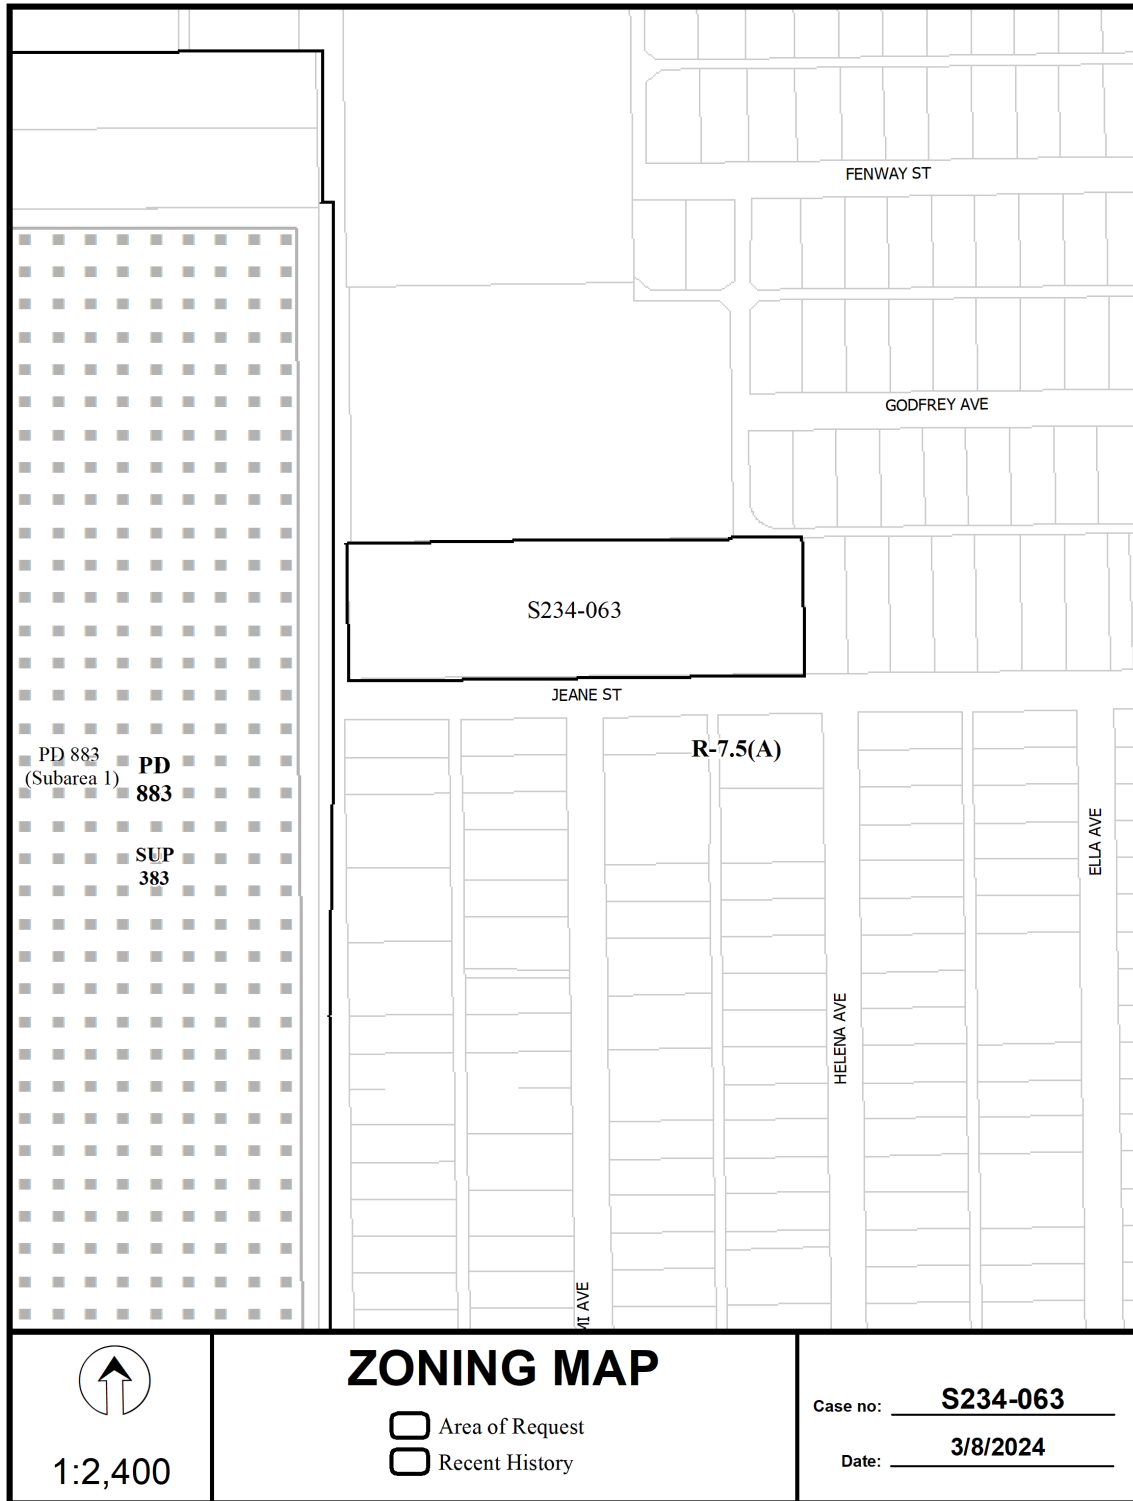 FENWAY ST
GODFREY AVE
S234-063
JEANE ST
R-7.5(A)
PD 883
(Subarea 1)
PD
883
SUP
383
ELLA AVE
HELENA AVE
AVE
ZONING MAP
Area of Request
Recent History
1:2,400
Case no: S234-063
Date: 3/8/2024